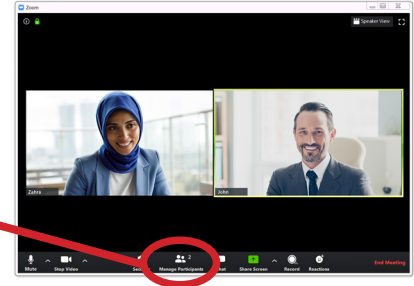 Zoom
Speaker View
Zahra
John
2
Mute Stop Video Manage Participants Share Screen Record Reactions End Meeting